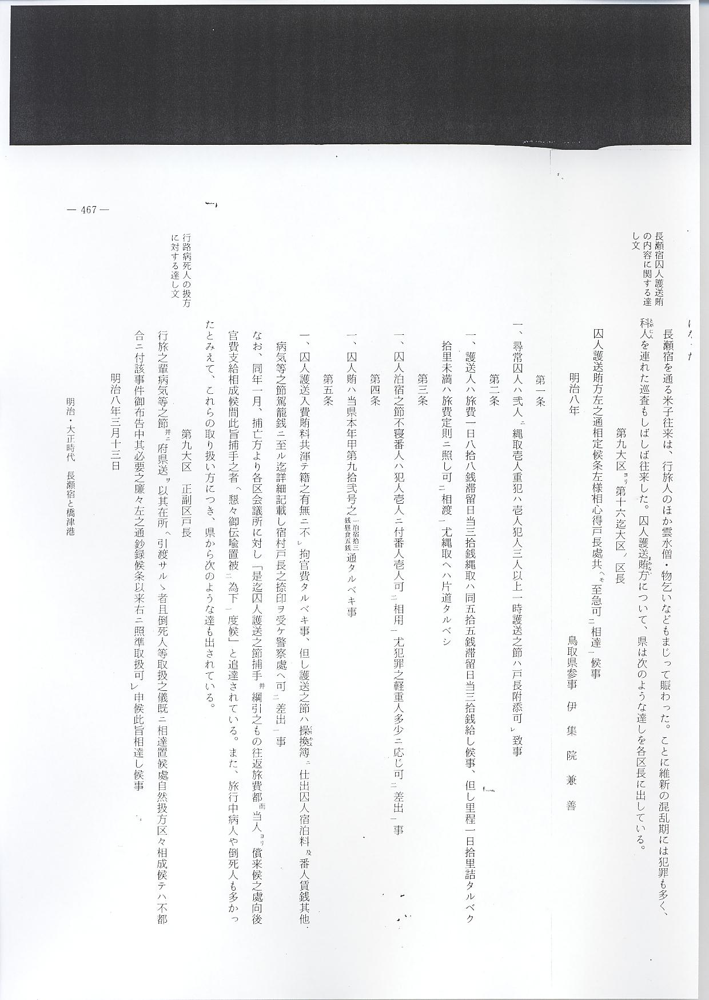 長瀬宿囚人護送賄
の内容に関する達
し文
長瀬宿を通る米子往来は、行旅人のほか雲水僧・物乞いなどもまじって賑わった。ことに維新の混乱期には犯罪も多く、
科人を連れた巡査もしばしば往来した。囚人護送賄方について、県は次のような達しを各区長に出している。
第九大区ヨリ第十六迄大区ノ区長
囚人護送賄方左之通相定候条左様相心得戸長處共ヘモ至急可ニ相達一候事
明治八年
鳥取県参事 伊集院兼善
第一条
一、尋常囚人ハ弐人ニ縄取壱人重犯ハ壱人犯人三人以上一時護送之節ハ戸長附添可レ致事
第二条
一、護送人ハ旅費一日八拾八銭滞留日当三拾銭縄取ハ同五拾五銭滞留日当三拾銭給し候事、但し里程一日拾里詰タルベク
拾里未満ハ旅費定則ニ照し可ニ相渡一尤縄取ヘハ片道タルベシ
第三条
一、囚人泊宿之節不寝番人ハ犯人壱人ニ付番人壱人可ニ相用一尤犯罪之軽重人多少ニ応じ可ニ差出一事
第四条
一、囚人賄ハ当県本年甲第九拾弐号之一泊宿拾三銭昼食五銭通タルベキ事
第五条
一、囚人護送入費賄料共渾テ籍之有無ニ不レ拘官費タルベキ事、但し護送之節ハ操換簿ニ仕出囚人宿泊料及番人賃銭其他
病気等之節駕籠銭ニ至ル迄詳細記載し宿村戸長之捺印ヲ受ケ警察處ヘ可ニ差出一事
なお、同年一月、捕亡方より各区会議所に対し「是迄囚人護送之節捕手井綱引之もの往返旅費都而当人ヨリ償来候之處向後
官費支給相成候間此旨捕手之者ヘ懇々御伝喩置被ニ為下一度候」と追達されている。また、旅行中病人や倒死人も多かっ
たとみえて、これらの取り扱い方につき、県から次のような達も出されている。
行路病死人の扱方
に対する達し文
第九大区 正副区戸長
行旅之輩病気等之節井ニ府県送ヲ以其在所ヘ引渡サルヽ者且倒死人等取扱之儀既ニ相達置候處自然扱方区々相成候テハ不都
合ニ付該事件御布告中其必要之廉々左之通鈔録候条以来右ニ照準取扱可レ申候此旨相達し候事
明治八年三月十三日
明治・大正時代 長瀬宿と橋津港
— 467 —